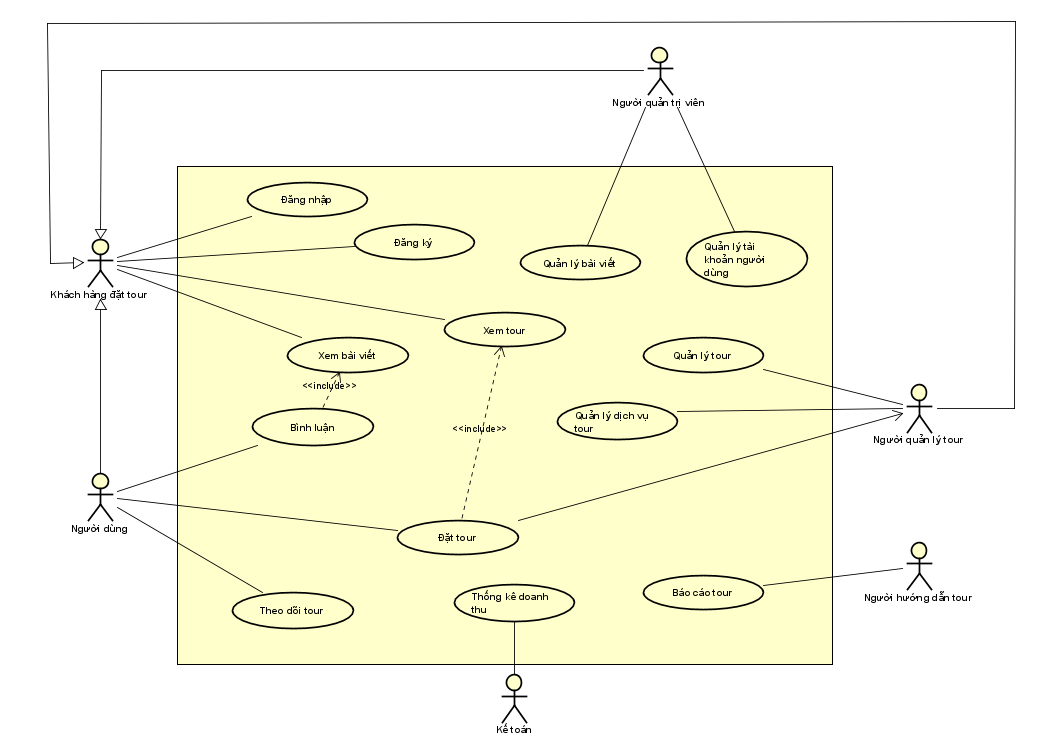 Người quản trị viên
Đăng nhập
Đăng ký
Quản lý bài viết
Quản lý tài
khoản người
dùng
Khách hàng đặt tour
Xem tour
Xem bài viết
<<include>>
Quản lý tour
Bình luận
<<include>>
Quản lý dịch vụ
tour
Người quản lý tour
Người dùng
Đặt tour
Theo dõi tour
Thống kê doanh
thu
Báo cáo tour
Người hướng dẫn tour
Kế toán